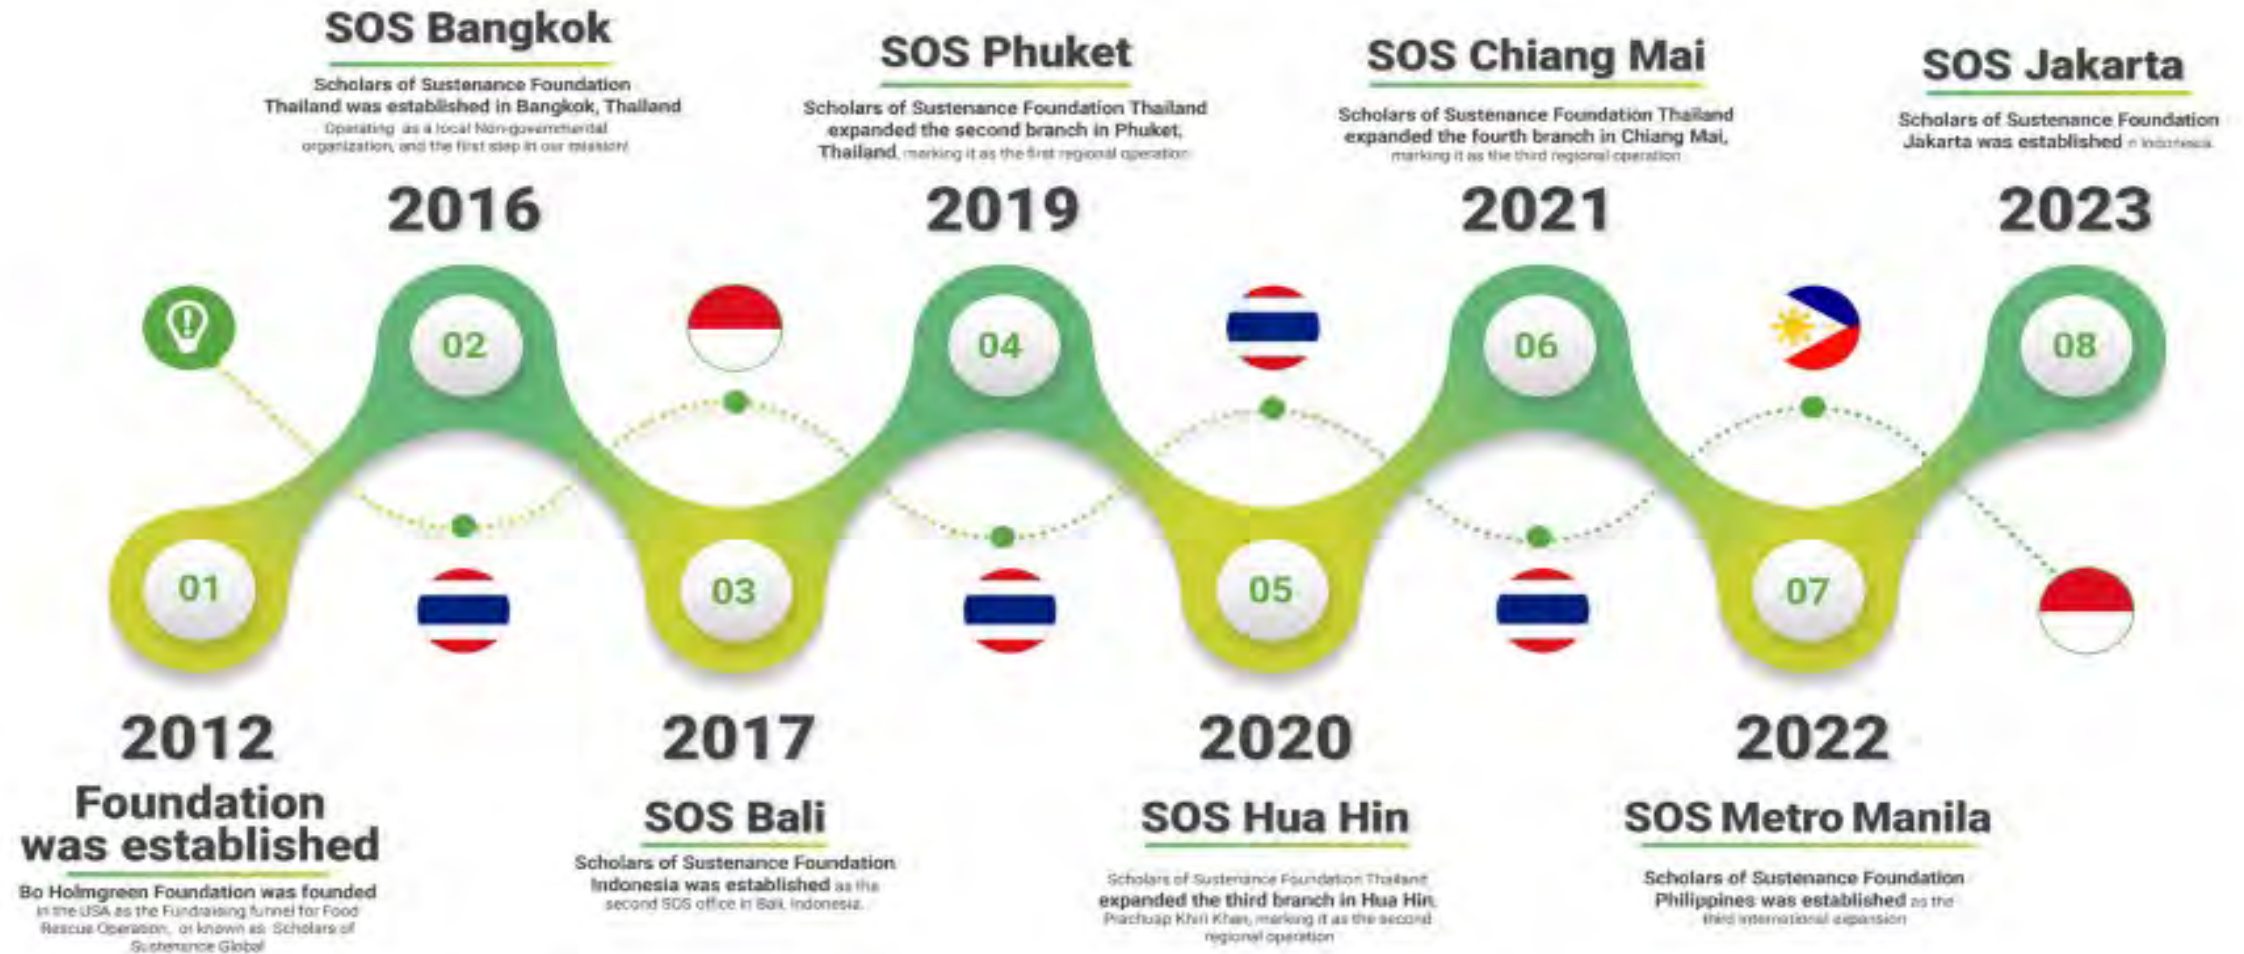 SOS Bangkok
Scholars of Sustenance Foundation
Thailand was established in Bangkok, Thailand
Operating as a local Non-governmental
organization, and the first step in our mission!
2016
SOS Phuket
Scholars of Sustenance Foundation Thailand
expanded the second branch in Phuket,
Thailand, marking it as the first regional operation
2019
SOS Chiang Mai
Scholars of Sustenance Foundation Thailand
expanded the fourth branch in Chiang Mai,
marking it as the third regional operation
2021
SOS Jakarta
Scholars of Sustenance Foundation
Jakarta was established in Indonesia.
2023
02
04
06
08
01
03
05
07
2012
Foundation
was established
Bo Holmgreen Foundation was founded
in the USA as the Fundraising funnel for Food
Rescue Operation, or known as Scholars of
Sustenance Global
2017
SOS Bali
Scholars of Sustenance Foundation
Indonesia was established as the
second SOS office in Bali, Indonesia.
2020
SOS Hua Hin
Scholars of Sustenance Foundation Thailand
expanded the third branch in Hua Hin,
Prachuap Khiri Khan, marking it as the second
regional operation
2022
SOS Metro Manila
Scholars of Sustenance Foundation
Philippines was established as the
third international expansion